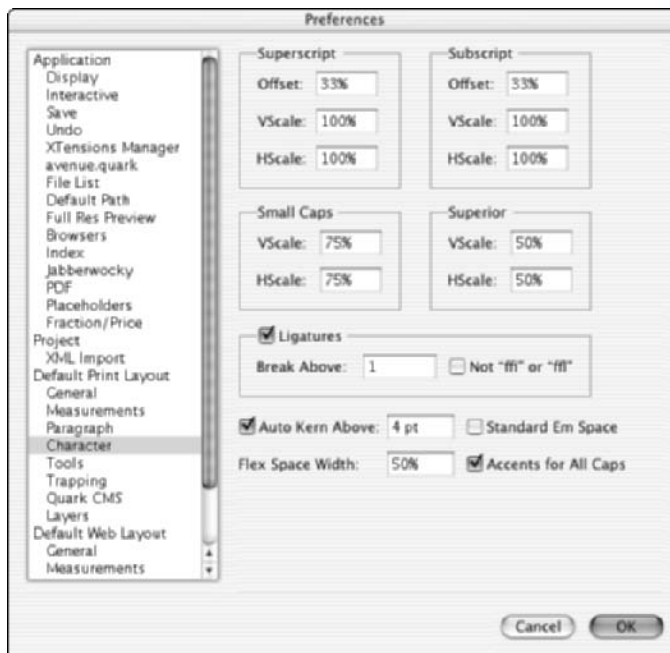 Preferences
Application
Display
Interactive
Save
Undo
XTensions Manager
avenue.quark
File List
Default Path
Full Res Preview
Browsers
Index
Jabberwocky
PDF
Placeholders
Fraction/Price
Project
XML Import
Default Print Layout
General
Measurements
Paragraph
Character
Tools
Trapping
Quark CMS
Layers
Default Web Layout
General
Measurements
Superscript
Offset: 33%
VScale: 100%
HScale: 100%
Subscript
Offset: 33%
VScale: 100%
HScale: 100%
Small Caps
VScale: 75%
HScale: 75%
Superior
VScale: 50%
HScale: 50%
Ligatures
Break Above: 1 Not "ffi" or "ffl"
Auto Kern Above: 4 pt Standard Em Space
Flex Space Width: 50% Accents for All Caps
Cancel OK